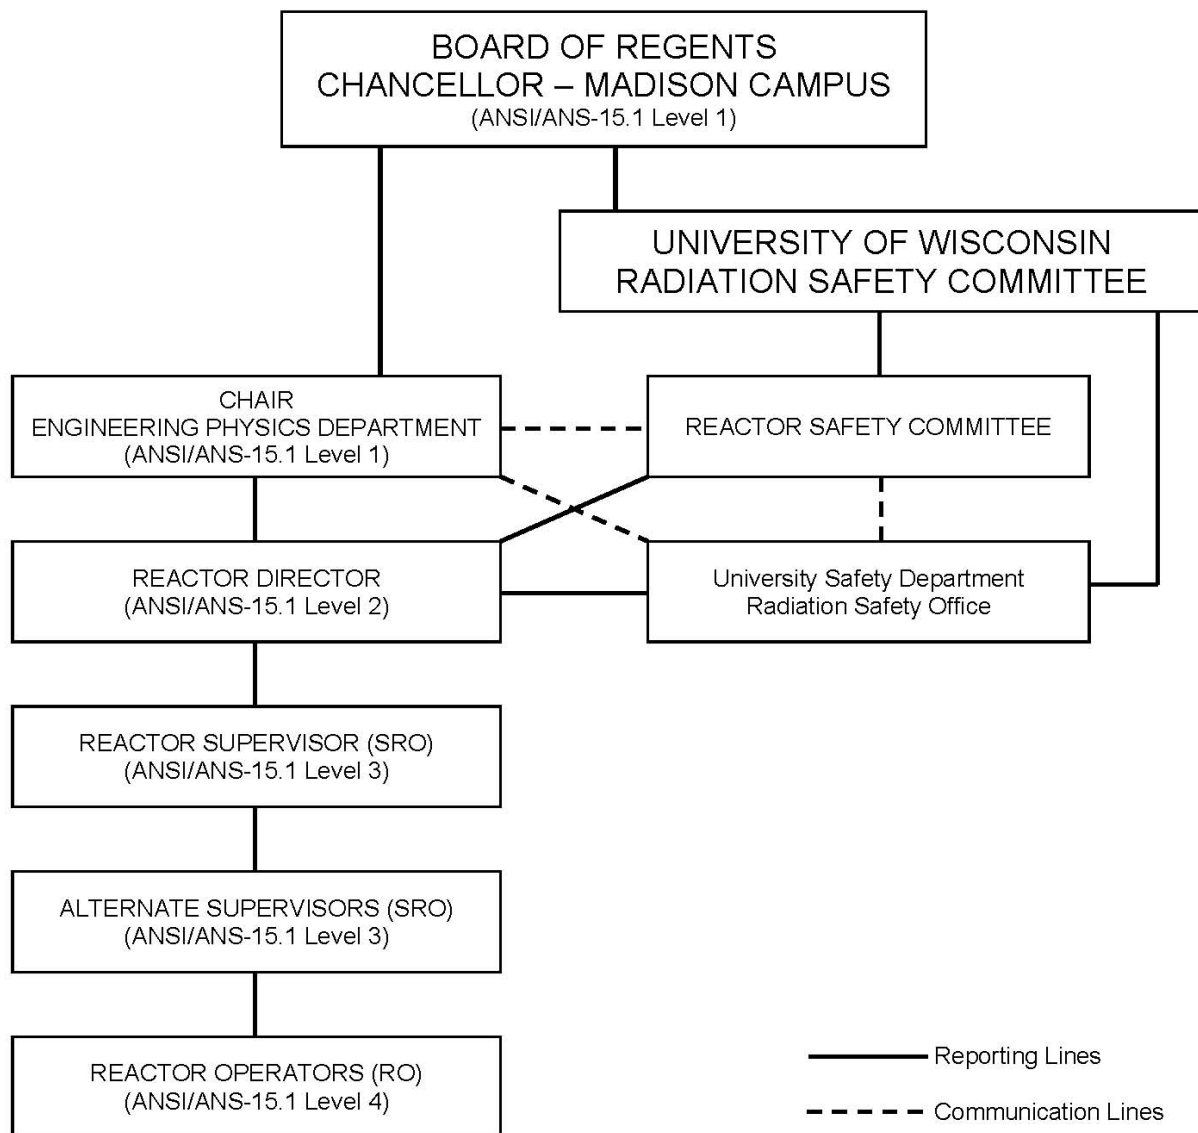 BOARD OF REGENTS
CHANCELLOR – MADISON CAMPUS
(ANSI/ANS-15.1 Level 1)
UNIVERSITY OF WISCONSIN
RADIATION SAFETY COMMITTEE
CHAIR
ENGINEERING PHYSICS DEPARTMENT
(ANSI/ANS-15.1 Level 1)
REACTOR SAFETY COMMITTEE
REACTOR DIRECTOR
(ANSI/ANS-15.1 Level 2)
University Safety Department
Radiation Safety Office
REACTOR SUPERVISOR (SRO)
(ANSI/ANS-15.1 Level 3)
ALTERNATE SUPERVISORS (SRO)
(ANSI/ANS-15.1 Level 3)
REACTOR OPERATORS (RO)
(ANSI/ANS-15.1 Level 4)
Reporting Lines
Communication Lines